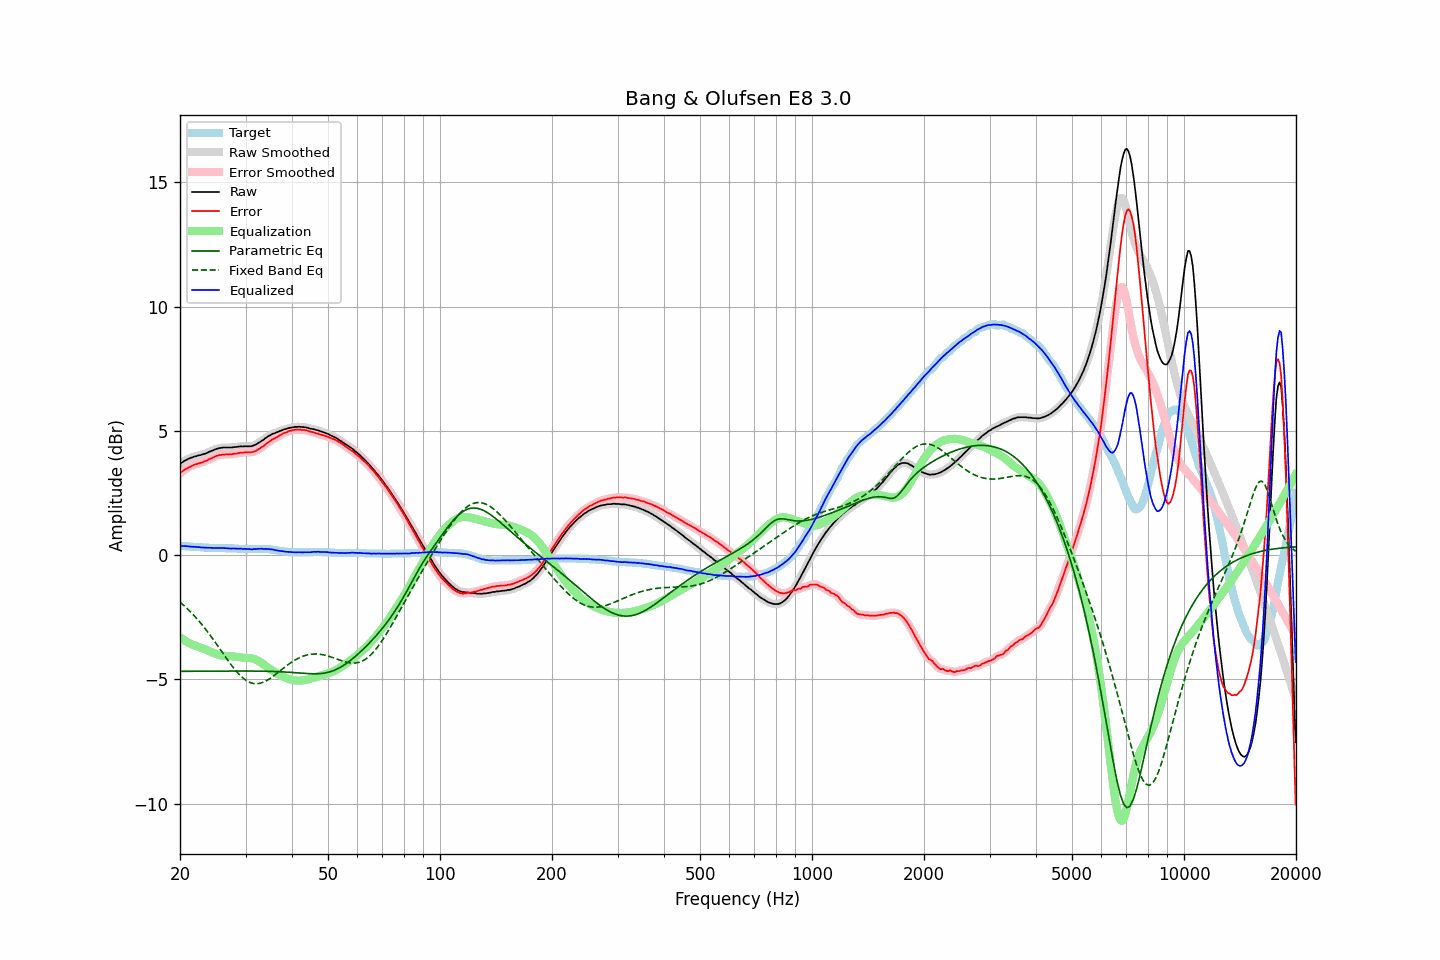 Bang & Olufsen E8 3.0
Target
Raw Smoothed
Error Smoothed
Raw
Error
Equalization
Parametric Eq
Fixed Band Eq
Equalized
15
10
5
0
−5
−10
Amplitude (dBr)
20
50
100
200
500
1000
2000
5000
10000
20000
Frequency (Hz)